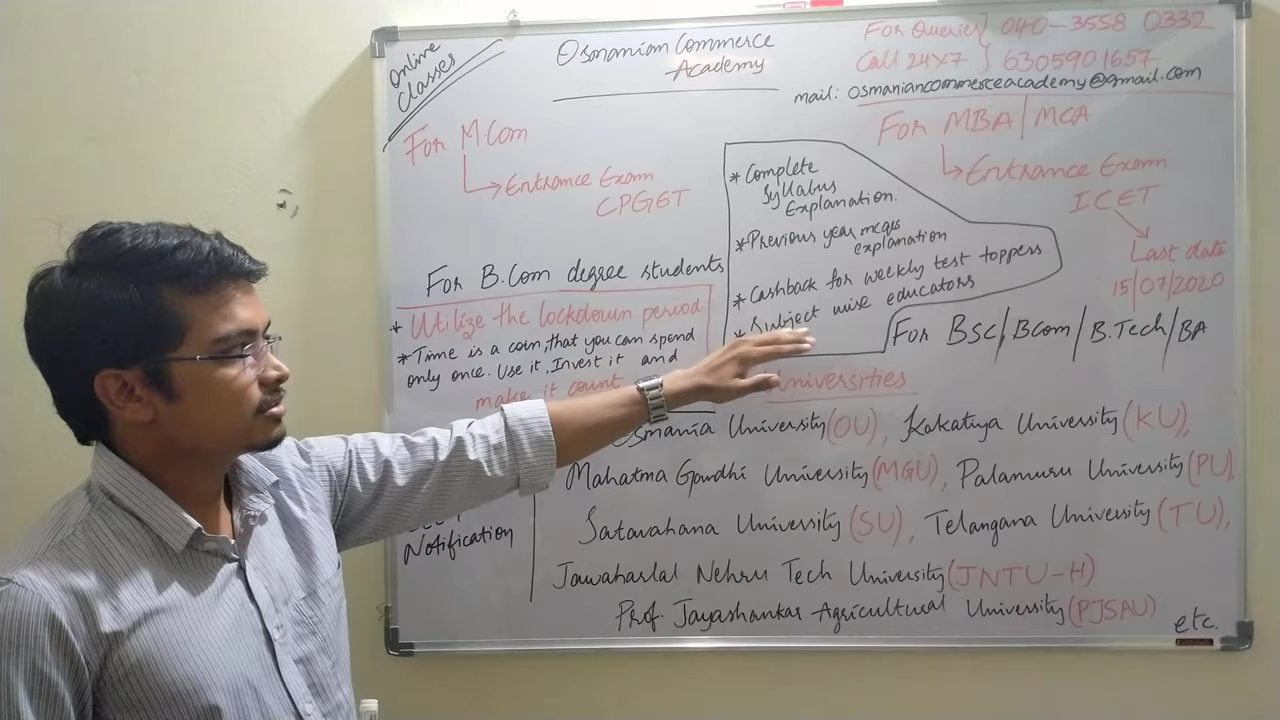 Online
Classes
Osmanian Commerce
Academy
For Queries} 040-3558 0332
Call 24x7 } 6305901657
mail: osmaniancommerceacademy@gmail.com
For MCom
Entrance Exam
CPGET
* Complete
Syllabus
Explanation.
* Previous year mcqs
explanation
* Cashback for weekly test toppers
* Subject wise educators
For MBA/MCA
Entrance Exam
ICET
Last date
15/07/2020
For B.Com degree students
* Utilize the lockdown period
* Time is a coin, that you can spend
only once. Use it, Invest it and
make it count
For BSc/BCom/B.Tech/BA
Universities
Osmania University (OU), Kakatiya University (KU),
Mahatma Gandhi University (MGU), Palamuru University (PU),
Satavahana University (SU), Telangana University (TU),
Jawaharlal Nehru Tech University (JNTU-H)
Prof. Jayashankar Agricultural University (PJSAU)
etc.
Notification